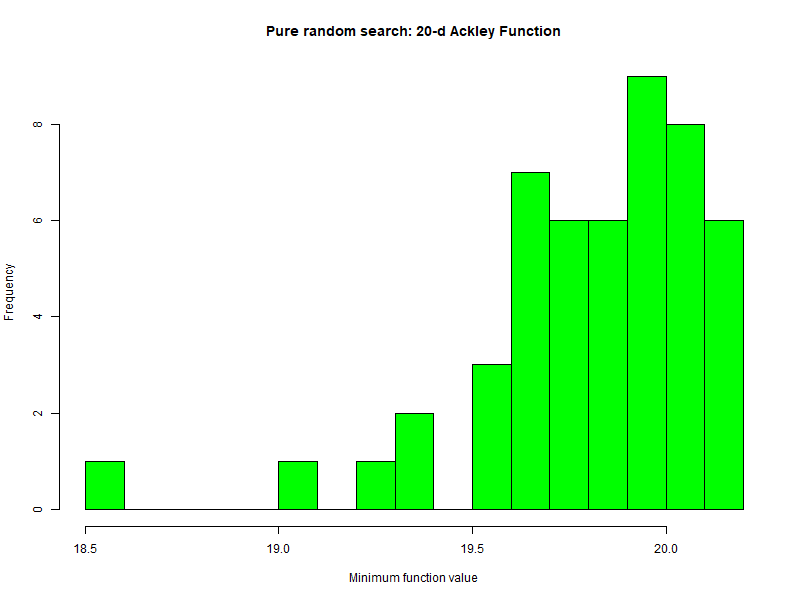 Pure random search: 20-d Ackley Function
Frequency
8
6
4
2
0
18.5 19.0 19.5 20.0
Minimum function value